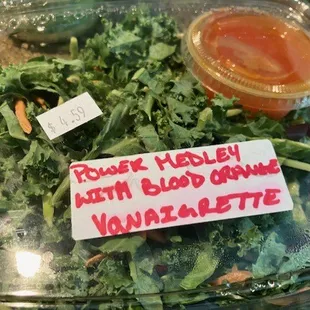 $4.59
POWER MEDLEY
WITH BLOOD ORANGE
VANAIGRETTE